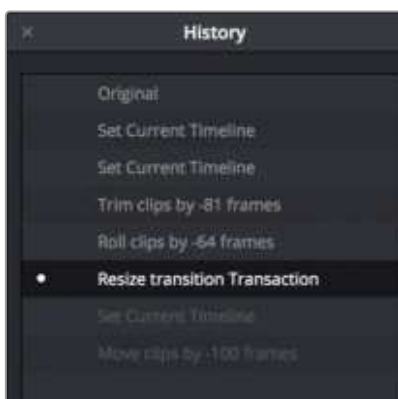 History
Original
Set Current Timeline
Set Current Timeline
Trim clips by -81 frames
Roll clips by -64 frames
Resize transition Transaction
Set Current Timeline
Move clips by -100 frames